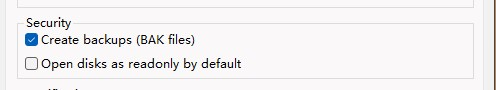 Security
Create backups (BAK files)
Open disks as readonly by default